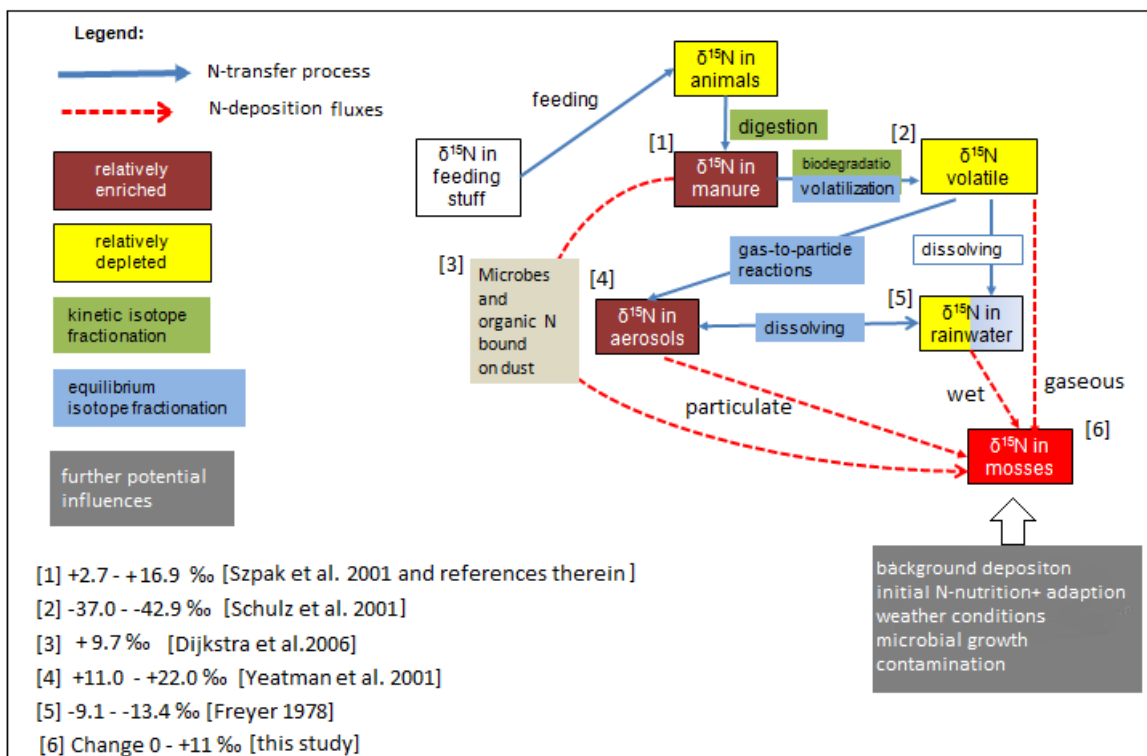 Legend:
N-transfer process
N-deposition fluxes
relatively
enriched
relatively
depleted
kinetic isotope
fractionation
equilibrium
isotope fractionation
further potential
influences
feeding
δ¹⁵N in
feeding
stuff
δ¹⁵N in
animals
digestion
[1]
δ¹⁵N in
manure
biodegradatio
volatilization
[2]
δ¹⁵N
volatile
gas-to-particle
reactions
dissolving
[3]
Microbes
and
organic N
bound
on dust
[4]
δ¹⁵N in
aerosols
dissolving
[5]
δ¹⁵N in
rainwater
particulate
wet
gaseous
[6]
δ¹⁵N in
mosses
background depositon
initial N-nutrition+ adaption
weather conditions
microbial growth
contamination
[1] +2.7 - +16.9 ‰ [Szpak et al. 2001 and references therein]
[2] -37.0 - -42.9 ‰ [Schulz et al. 2001]
[3] + 9.7 ‰ [Dijkstra et al.2006]
[4] +11.0 - +22.0 ‰ [Yeatman et al. 2001]
[5] -9.1 - -13.4 ‰ [Freyer 1978]
[6] Change 0 - +11 ‰ [this study]